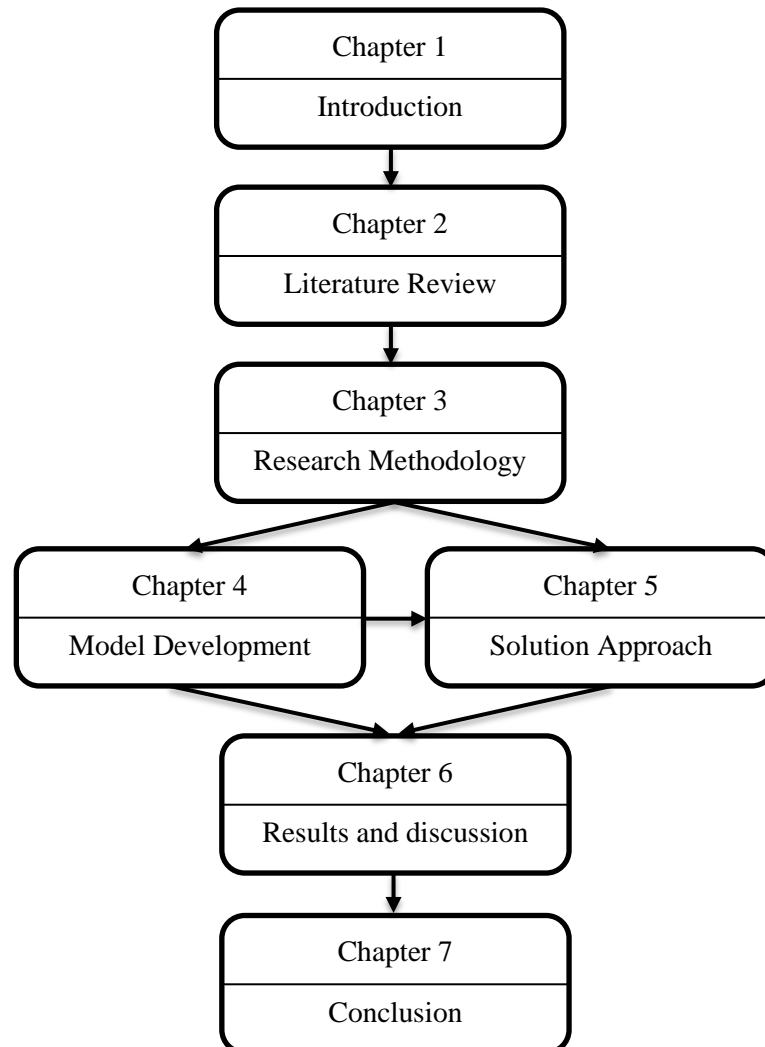 Chapter 1
Introduction
Chapter 2
Literature Review
Chapter 3
Research Methodology
Chapter 4
Model Development
Chapter 5
Solution Approach
Chapter 6
Results and discussion
Chapter 7
Conclusion